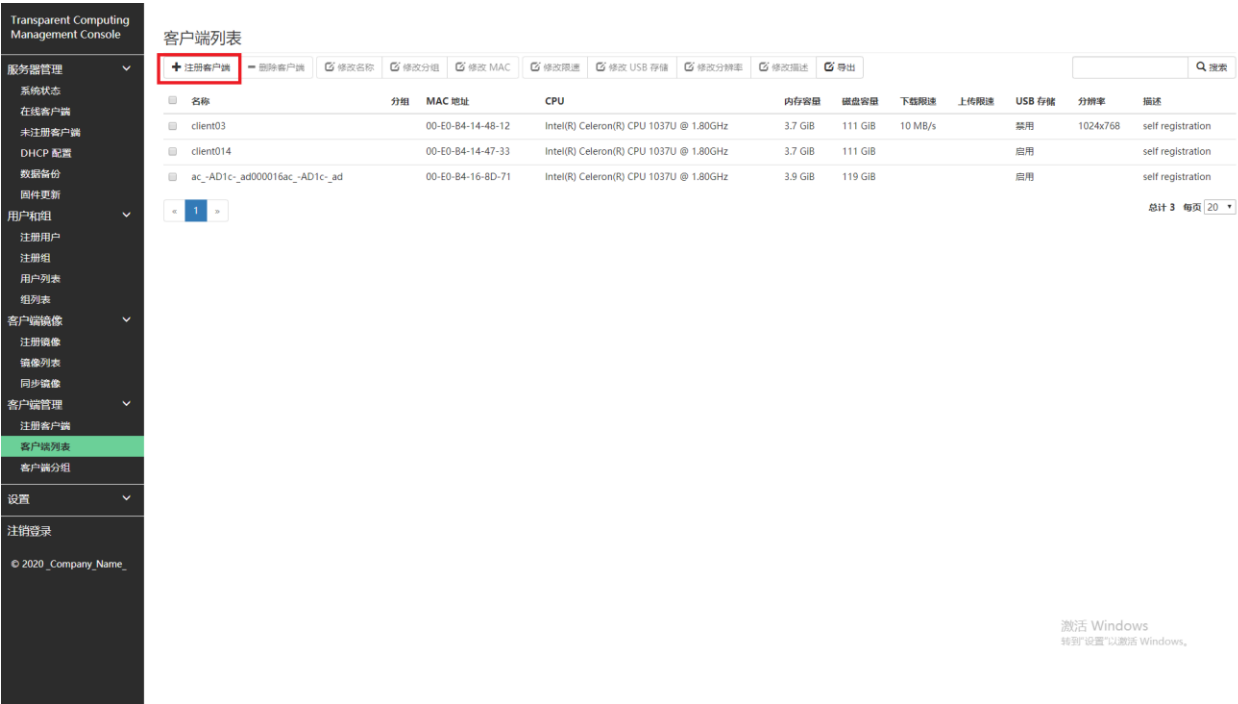 Transparent Computing
Management Console
服务器管理
系统状态
在线客户端
未注册客户端
DHCP 配置
数据备份
固件更新
用户和组
注册用户
注册组
用户列表
组列表
客户端镜像
注册镜像
镜像列表
同步镜像
客户端管理
注册客户端
客户端列表
客户端分组
设置
注销登录
© 2020 _Company_Name_
客户端列表
注册客户端 删除客户端 修改名称 修改分组 修改 MAC 修改限速 修改 USB 存储 修改分辨率 修改描述 导出 搜索
名称 分组 MAC 地址 CPU 内存容量 磁盘容量 下载限速 上传限速 USB 存储 分辨率 描述
client03 00-E0-B4-14-48-12 Intel(R) Celeron(R) CPU 1037U @ 1.80GHz 3.7 GiB 111 GiB 10 MB/s 禁用 1024x768 self registration
client014 00-E0-B4-14-47-33 Intel(R) Celeron(R) CPU 1037U @ 1.80GHz 3.7 GiB 111 GiB 启用 self registration
ac_-AD1c-_ad000016ac_-AD1c-_ad 00-E0-B4-16-8D-71 Intel(R) Celeron(R) CPU 1037U @ 1.80GHz 3.9 GiB 119 GiB 启用 self registration
« 1 » 总计 3 每页 20
激活 Windows
转到"设置"以激活 Windows。